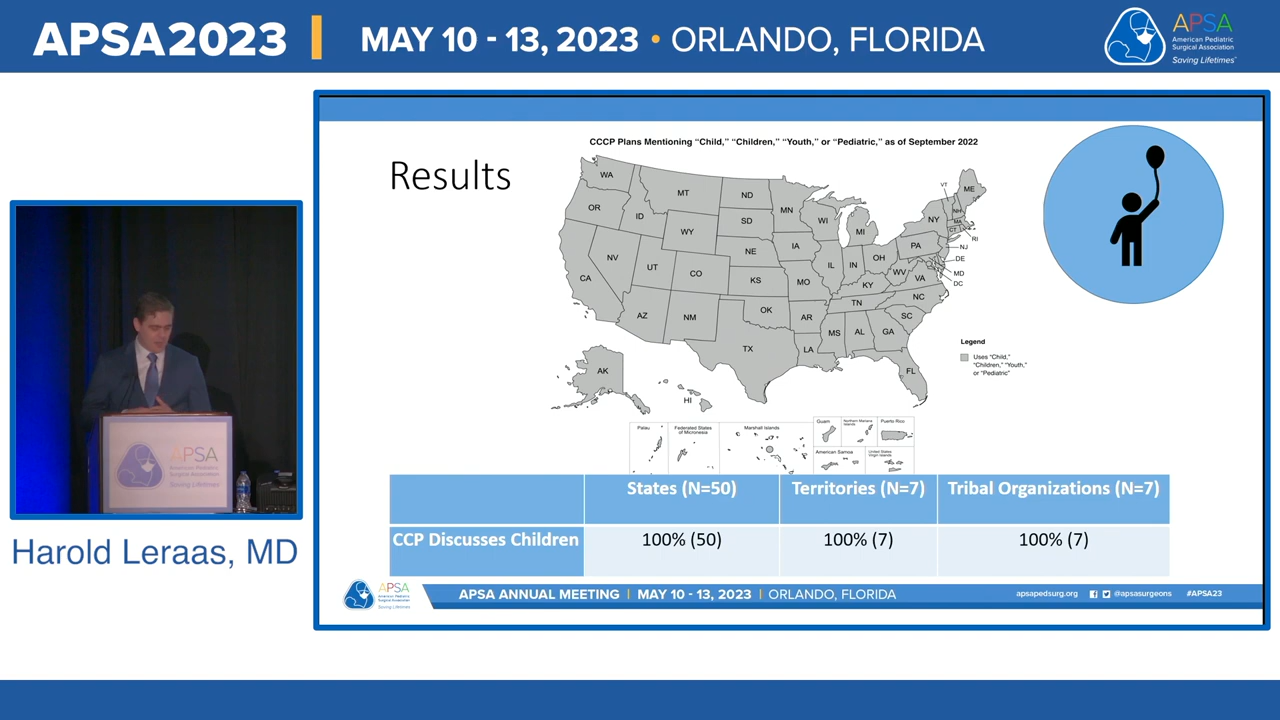 APSA2023 | MAY 10 - 13, 2023 • ORLANDO, FLORIDA
APSA
American Pediatric
Surgical Association
Saving Lifetimes
CCCP Plans Mentioning “Child,” “Children,” “Youth,” or “Pediatric,” as of September 2022
Results
WA
OR
ID
MT
ND
MN
SD
WY
NV
CA
UT
CO
NE
KS
IA
MO
WI
MI
IL
IN
OH
KY
WV
VA
PA
NY
VT
NH
MA
CT
ME
RI
NJ
DE
MD
DC
NC
TN
SC
AZ
NM
OK
AR
TX
LA
MS
AL
GA
FL
AK
HI
Legend
Uses “Child,”
“Children,” “Youth,”
or “Pediatric”
Palau
Federated States
of Micronesia
Marshall Islands
Guam
Northern Mariana
Islands
Puerto Rico
American Samoa
United States
Virgin Islands
States (N=50) Territories (N=7) Tribal Organizations (N=7)
CCP Discusses Children 100% (50) 100% (7) 100% (7)
APSA
American Pediatric
Surgical Association
Saving Lifetimes
APSA ANNUAL MEETING | MAY 10 - 13, 2023 | ORLANDO, FLORIDA
apsapedsurg.org @apsasurgeons #APSA23
APSA
American Pediatric
Surgical Association
Saving Lifetimes
Harold Leraas, MD